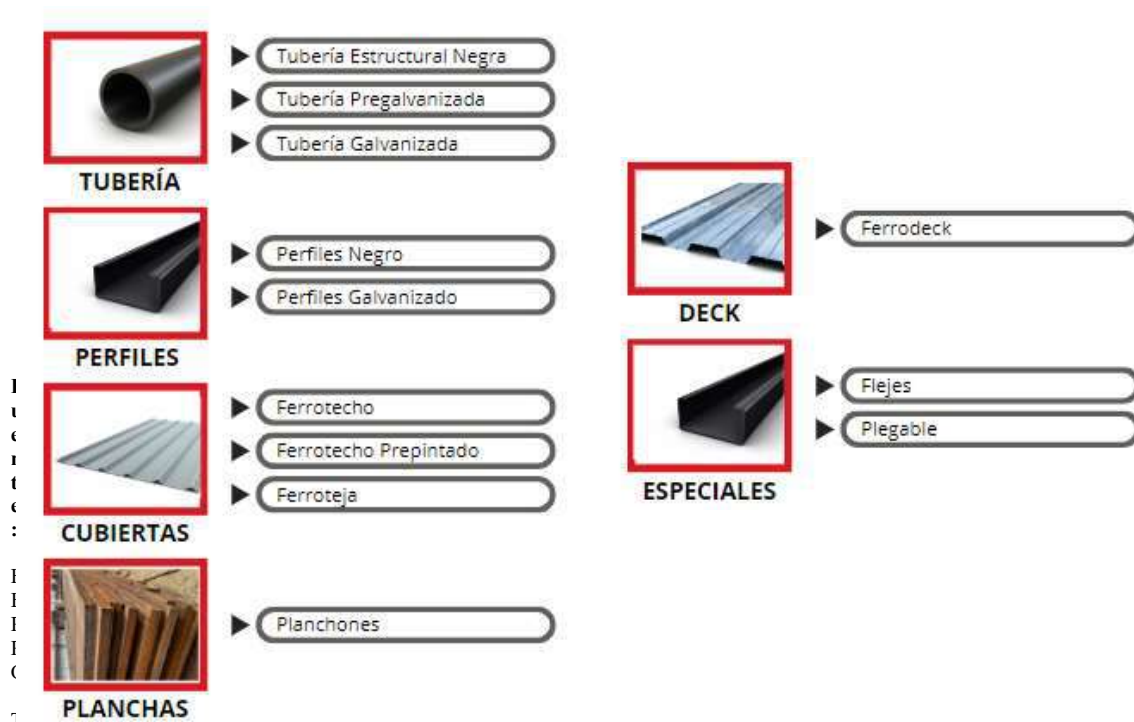 Tubería Estructural Negra
Tubería Pregalvanizada
Tubería Galvanizada
TUBERÍA
Perfiles Negro
Perfiles Galvanizado
PERFILES
Ferrotecho
Ferrotecho Prepintado
Ferroteja
CUBIERTAS
Planchones
PLANCHAS
Ferrodeck
DECK
Flejes
Plegable
ESPECIALES